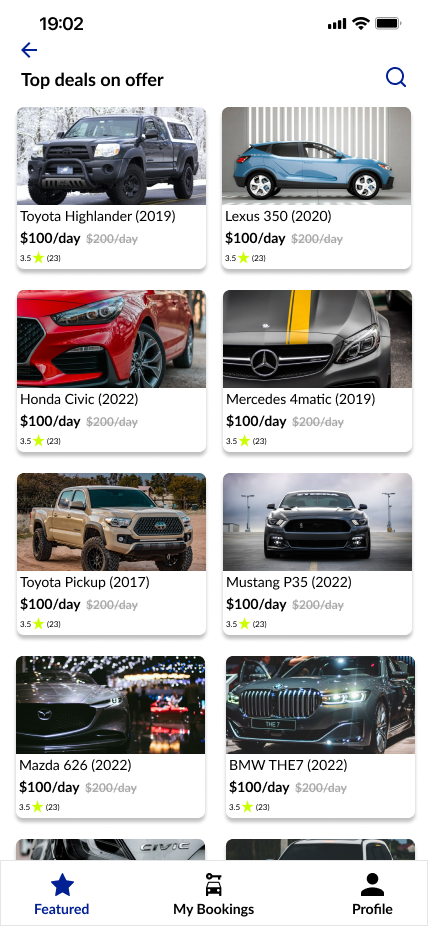 19:02
Top deals on offer
Toyota Highlander (2019)
$100/day $200/day
3.5 (23)
Lexus 350 (2020)
$100/day $200/day
3.5 (23)
Honda Civic (2022)
$100/day $200/day
3.5 (23)
Mercedes 4matic (2019)
$100/day $200/day
3.5 (23)
Toyota Pickup (2017)
$100/day $200/day
3.5 (23)
Mustang P35 (2022)
$100/day $200/day
3.5 (23)
THE 7
Mazda 626 (2022)
$100/day $200/day
3.5 (23)
BMW THE7 (2022)
$100/day $200/day
3.5 (23)
CIVIC
Featured
My Bookings
Profile